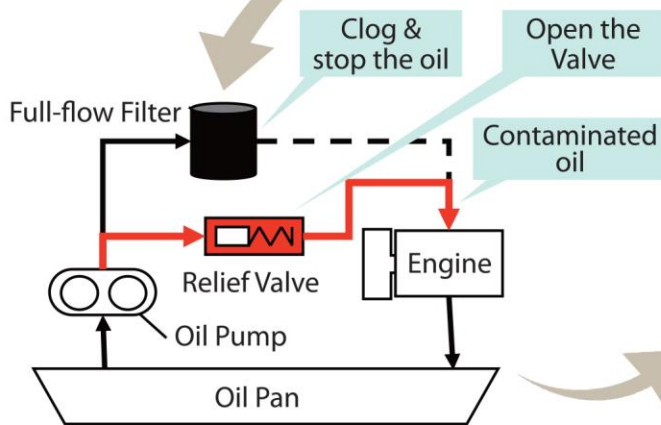 Clog &
stop the oil
Open the
Valve
Full-flow Filter
Contaminated
oil
Relief Valve
Engine
Oil Pump
Oil Pan